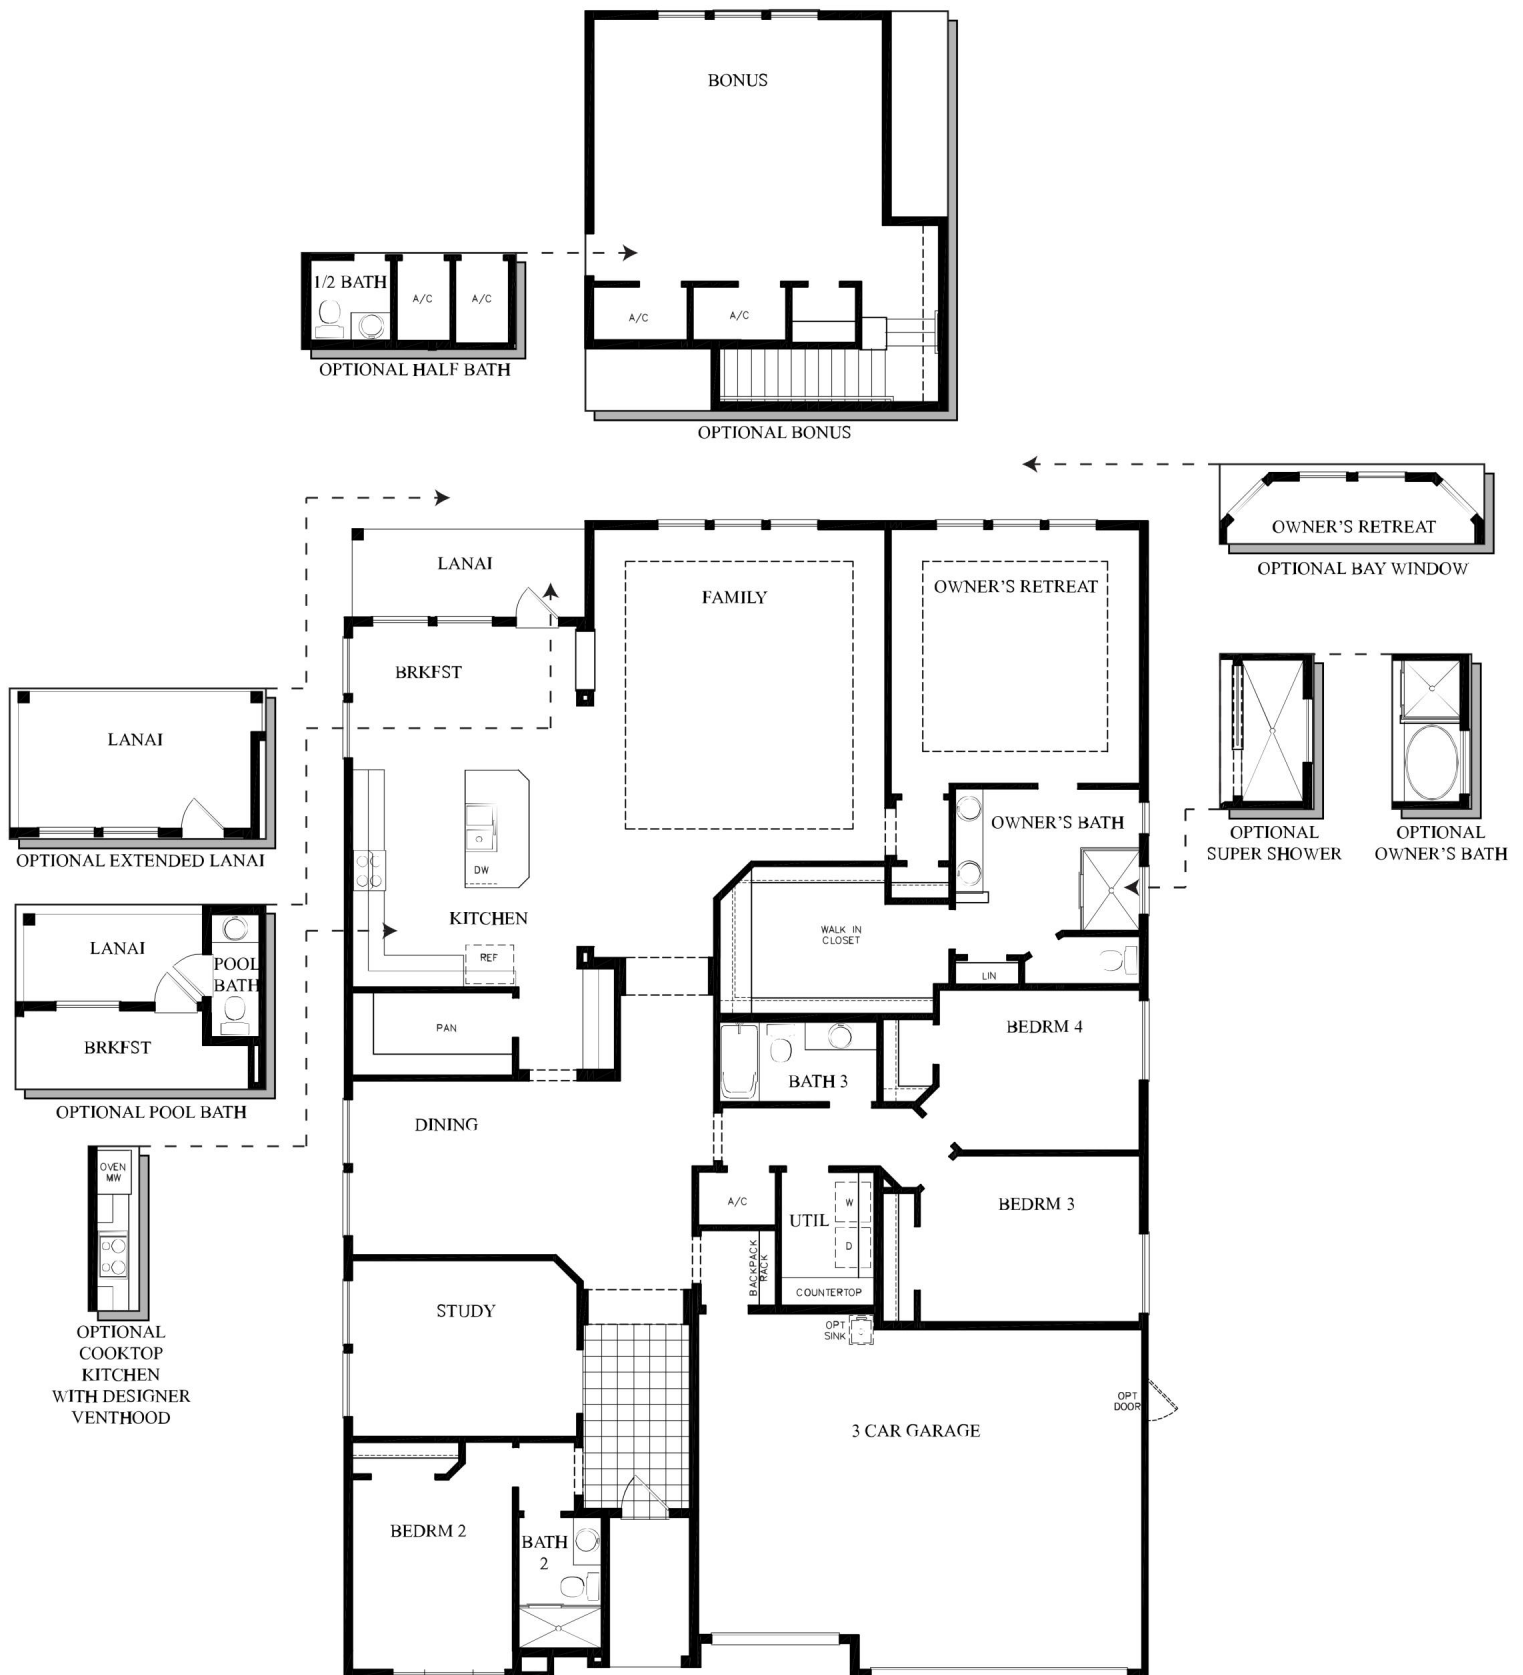 BONUS
1/2 BATH
A/C
A/C
A/C
A/C
OPTIONAL HALF BATH
OPTIONAL BONUS
OWNER'S RETREAT
OPTIONAL BAY WINDOW
LANAI
FAMILY
OWNER'S RETREAT
BRKFST
LANAI
OPTIONAL EXTENDED LANAI
OWNER'S BATH
OPTIONAL
SUPER SHOWER
OPTIONAL
OWNER'S BATH
DW
KITCHEN
REF
WALK IN
CLOSET
LIN
LANAI
POOL
BATH
BRKFST
OPTIONAL POOL BATH
PAN
BEDRM 4
BATH 3
DINING
OVEN
MW
OPTIONAL
COOKTOP
KITCHEN
WITH DESIGNER
VENTHOOD
A/C
UTIL
W
D
BEDRM 3
BACKPACK
RACK
COUNTERTOP
STUDY
OPT
SINK
OPT
DOOR
3 CAR GARAGE
BEDRM 2
BATH
2